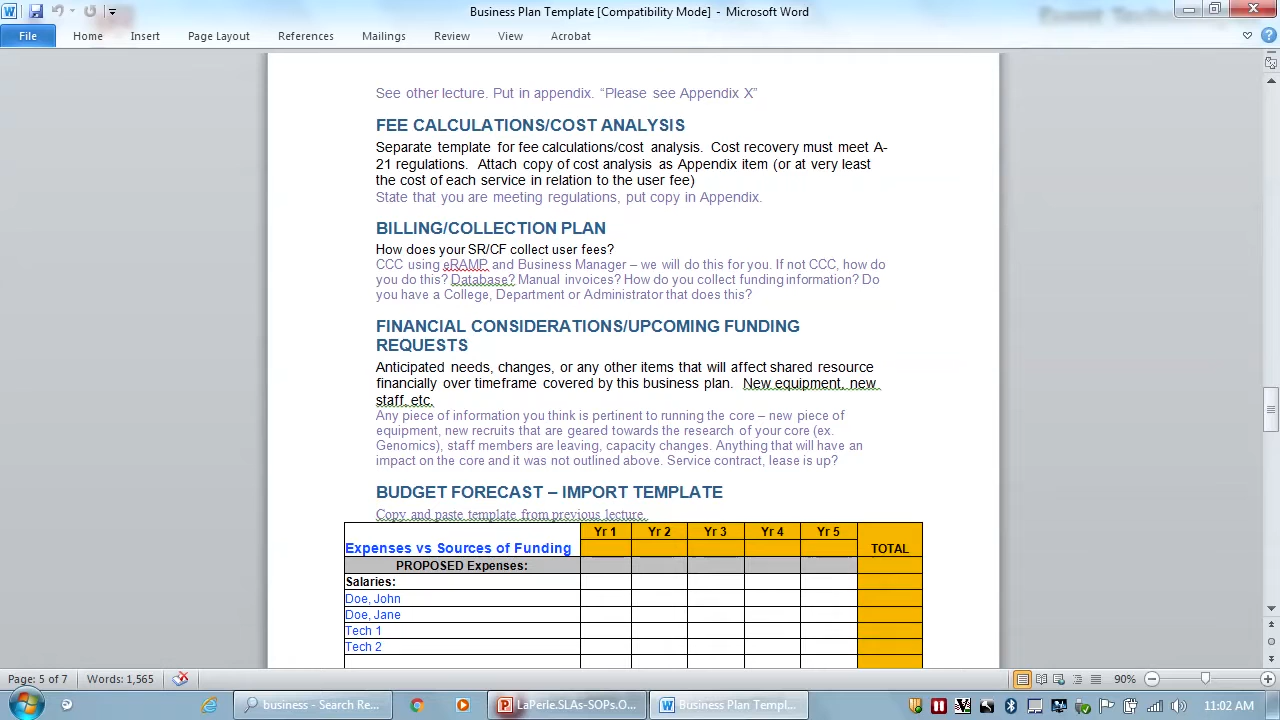 Business Plan Template [Compatibility Mode] - Microsoft Word
File Home Insert Page Layout References Mailings Review View Acrobat
See other lecture. Put in appendix. “Please see Appendix X”
FEE CALCULATIONS/COST ANALYSIS
Separate template for fee calculations/cost analysis. Cost recovery must meet A-
21 regulations. Attach copy of cost analysis as Appendix item (or at very least
the cost of each service in relation to the user fee)
State that you are meeting regulations, put copy in Appendix.
BILLING/COLLECTION PLAN
How does your SR/CF collect user fees?
CCC using eRAMP and Business Manager – we will do this for you. If not CCC, how do
you do this? Database? Manual invoices? How do you collect funding information? Do
you have a College, Department or Administrator that does this?
FINANCIAL CONSIDERATIONS/UPCOMING FUNDING
REQUESTS
Anticipated needs, changes, or any other items that will affect shared resource
financially over timeframe covered by this business plan. New equipment, new
staff, etc.
Any piece of information you think is pertinent to running the core – new piece of
equipment, new recruits that are geared towards the research of your core (ex.
Genomics), staff members are leaving, capacity changes. Anything that will have an
impact on the core and it was not outlined above. Service contract, lease is up?
BUDGET FORECAST – IMPORT TEMPLATE
Copy and paste template from previous lecture.
Yr 1 Yr 2 Yr 3 Yr 4 Yr 5
Expenses vs Sources of Funding TOTAL
PROPOSED Expenses:
Salaries:
Doe, John
Doe, Jane
Tech 1
Tech 2
Page: 5 of 7 Words: 1,565 90%
business - Search Re... LaPerle.SLAs-SOPs.O... Business Plan Templ... 11:02 AM